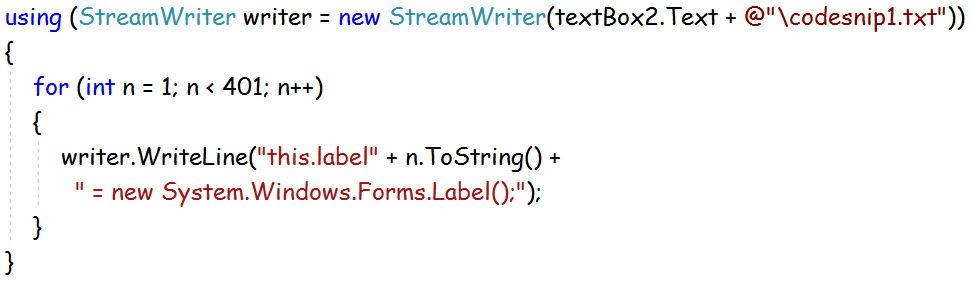 using (StreamWriter writer = new StreamWriter(textBox2.Text + @"\codesnip1.txt"))
{
for (int n = 1; n < 401; n++)
{
writer.WriteLine("this.label" + n.ToString() +
" = new System.Windows.Forms.Label();");
}
}